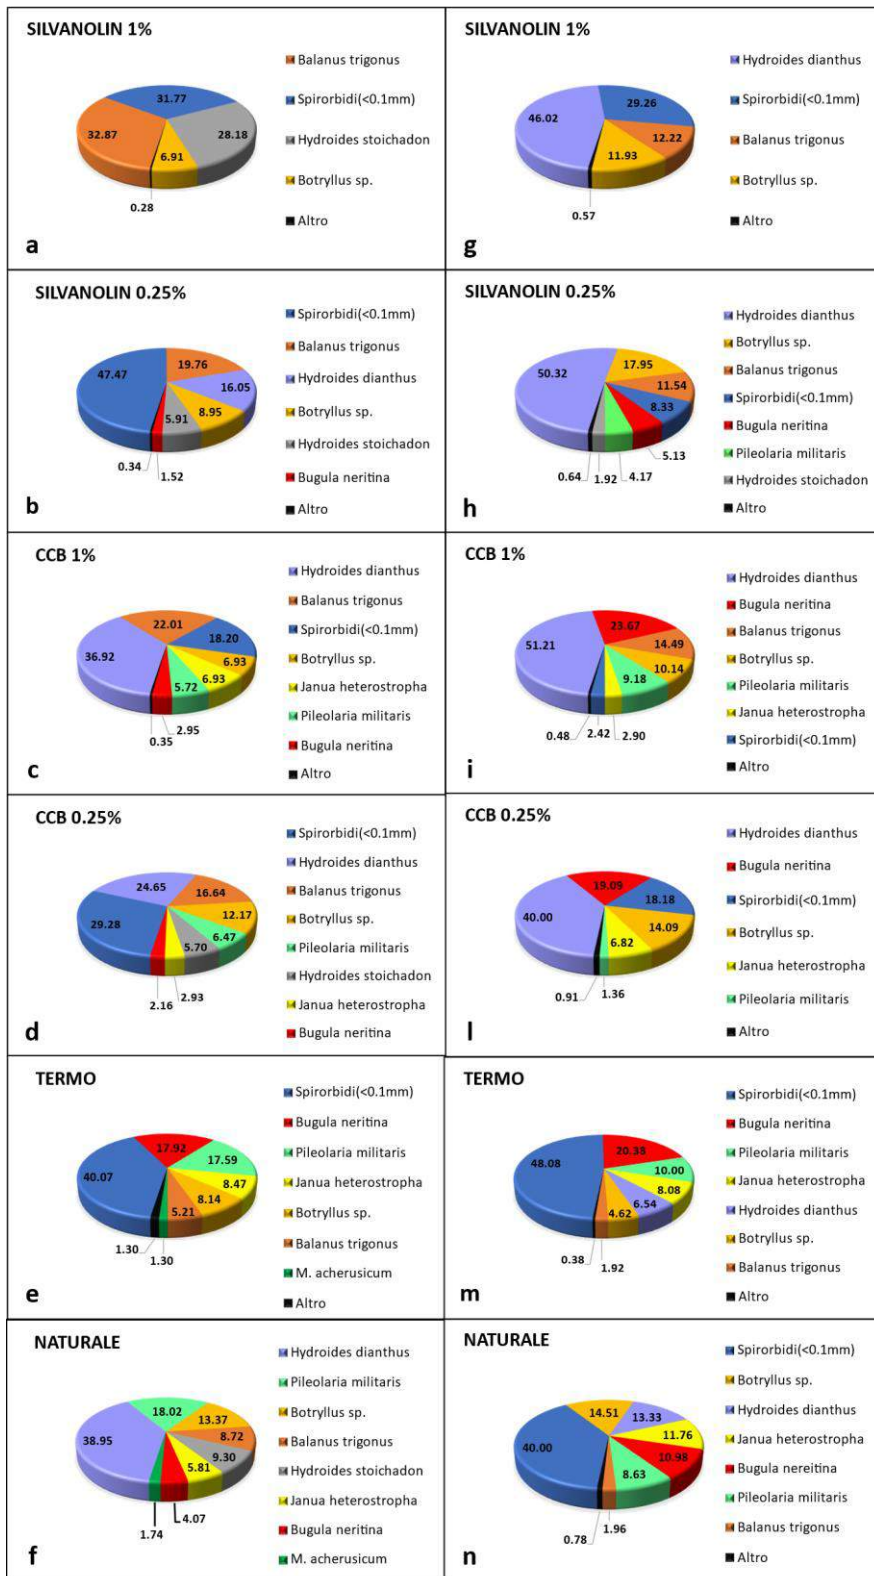 SILVANOLIN 1%
Balanus trigonus
Spirorbidi(<0.1mm)
Hydroides stoichadon
Botryllus sp.
Altro
31.77
28.18
32.87
6.91
0.28
a
SILVANOLIN 1%
Hydroides dianthus
Spirorbidi(<0.1mm)
Balanus trigonus
Botryllus sp.
Altro
29.26
46.02
12.22
11.93
0.57
g
SILVANOLIN 0.25%
Spirorbidi(<0.1mm)
Balanus trigonus
Hydroides dianthus
Botryllus sp.
Hydroides stoichadon
Bugula neritina
Altro
19.76
47.47
16.05
8.95
5.91
0.34
1.52
b
SILVANOLIN 0.25%
Hydroides dianthus
Botryllus sp.
Balanus trigonus
Spirorbidi(<0.1mm)
Bugula neritina
Pileolaria militaris
Hydroides stoichadon
Altro
17.95
50.32
11.54
8.33
5.13
4.17
1.92
0.64
h
CCB 1%
Hydroides dianthus
Balanus trigonus
Spirorbidi(<0.1mm)
Botryllus sp.
Janua heterostropha
Pileolaria militaris
Bugula neritina
Altro
22.01
18.20
36.92
6.93
6.93
5.72
2.95
0.35
c
CCB 1%
Hydroides dianthus
Bugula neritina
Balanus trigonus
Botryllus sp.
Pileolaria militaris
Janua heterostropha
Spirorbidi(<0.1mm)
Altro
23.67
51.21
14.49
10.14
9.18
0.48
2.42
2.90
i
CCB 0.25%
Spirorbidi(<0.1mm)
Hydroides dianthus
Balanus trigonus
Botryllus sp.
Pileolaria militaris
Hydroides stoichadon
Janua heterostropha
Bugula neritina
24.65
16.64
12.17
29.28
6.47
5.70
2.93
2.16
d
CCB 0.25%
Hydroides dianthus
Bugula neritina
Spirorbidi(<0.1mm)
Botryllus sp.
Janua heterostropha
Pileolaria militaris
Altro
19.09
18.18
40.00
14.09
6.82
0.91
1.36
l
TERMO
Spirorbidi(<0.1mm)
Bugula neritina
Pileolaria militaris
Janua heterostropha
Botryllus sp.
Balanus trigonus
M. acherusicum
Altro
17.92
17.59
40.07
8.47
8.14
5.21
1.30
1.30
e
TERMO
Spirorbidi(<0.1mm)
Bugula neritina
Pileolaria militaris
Janua heterostropha
Hydroides dianthus
Botryllus sp.
Balanus trigonus
20.38
48.08
10.00
8.08
6.54
4.62
0.38
1.92
m
NATURALE
Hydroides dianthus
Pileolaria militaris
Botryllus sp.
Balanus trigonus
Hydroides stoichadon
Janua heterostropha
Bugula neritina
M. acherusicum
18.02
13.37
8.72
38.95
9.30
5.81
4.07
1.74
f
NATURALE
Spirorbidi(<0.1mm)
Botryllus sp.
Hydroides dianthus
Janua heterostropha
Bugula nereitina
Pileolaria militaris
Balanus trigonus
Altro
14.51
13.33
11.76
40.00
10.98
8.63
1.96
0.78
n